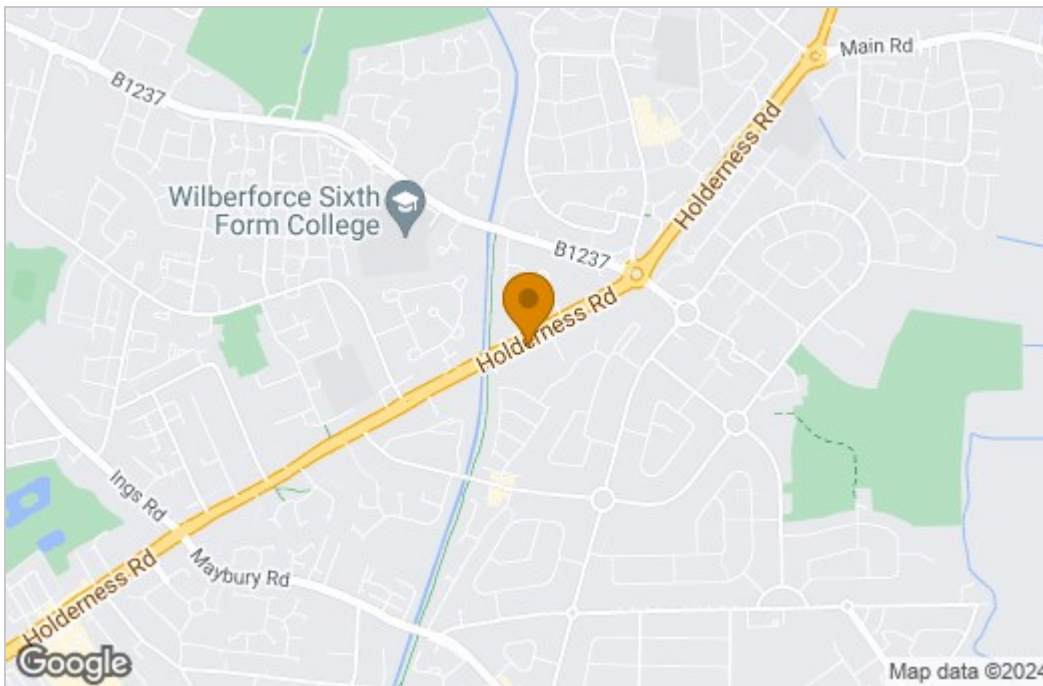 Main Rd
B1237
Holderness Rd
Wilberforce Sixth
Form College
B1237
Holderness Rd
Ings Rd
Maybury Rd
Holderness Rd
Google
Map data ©2024